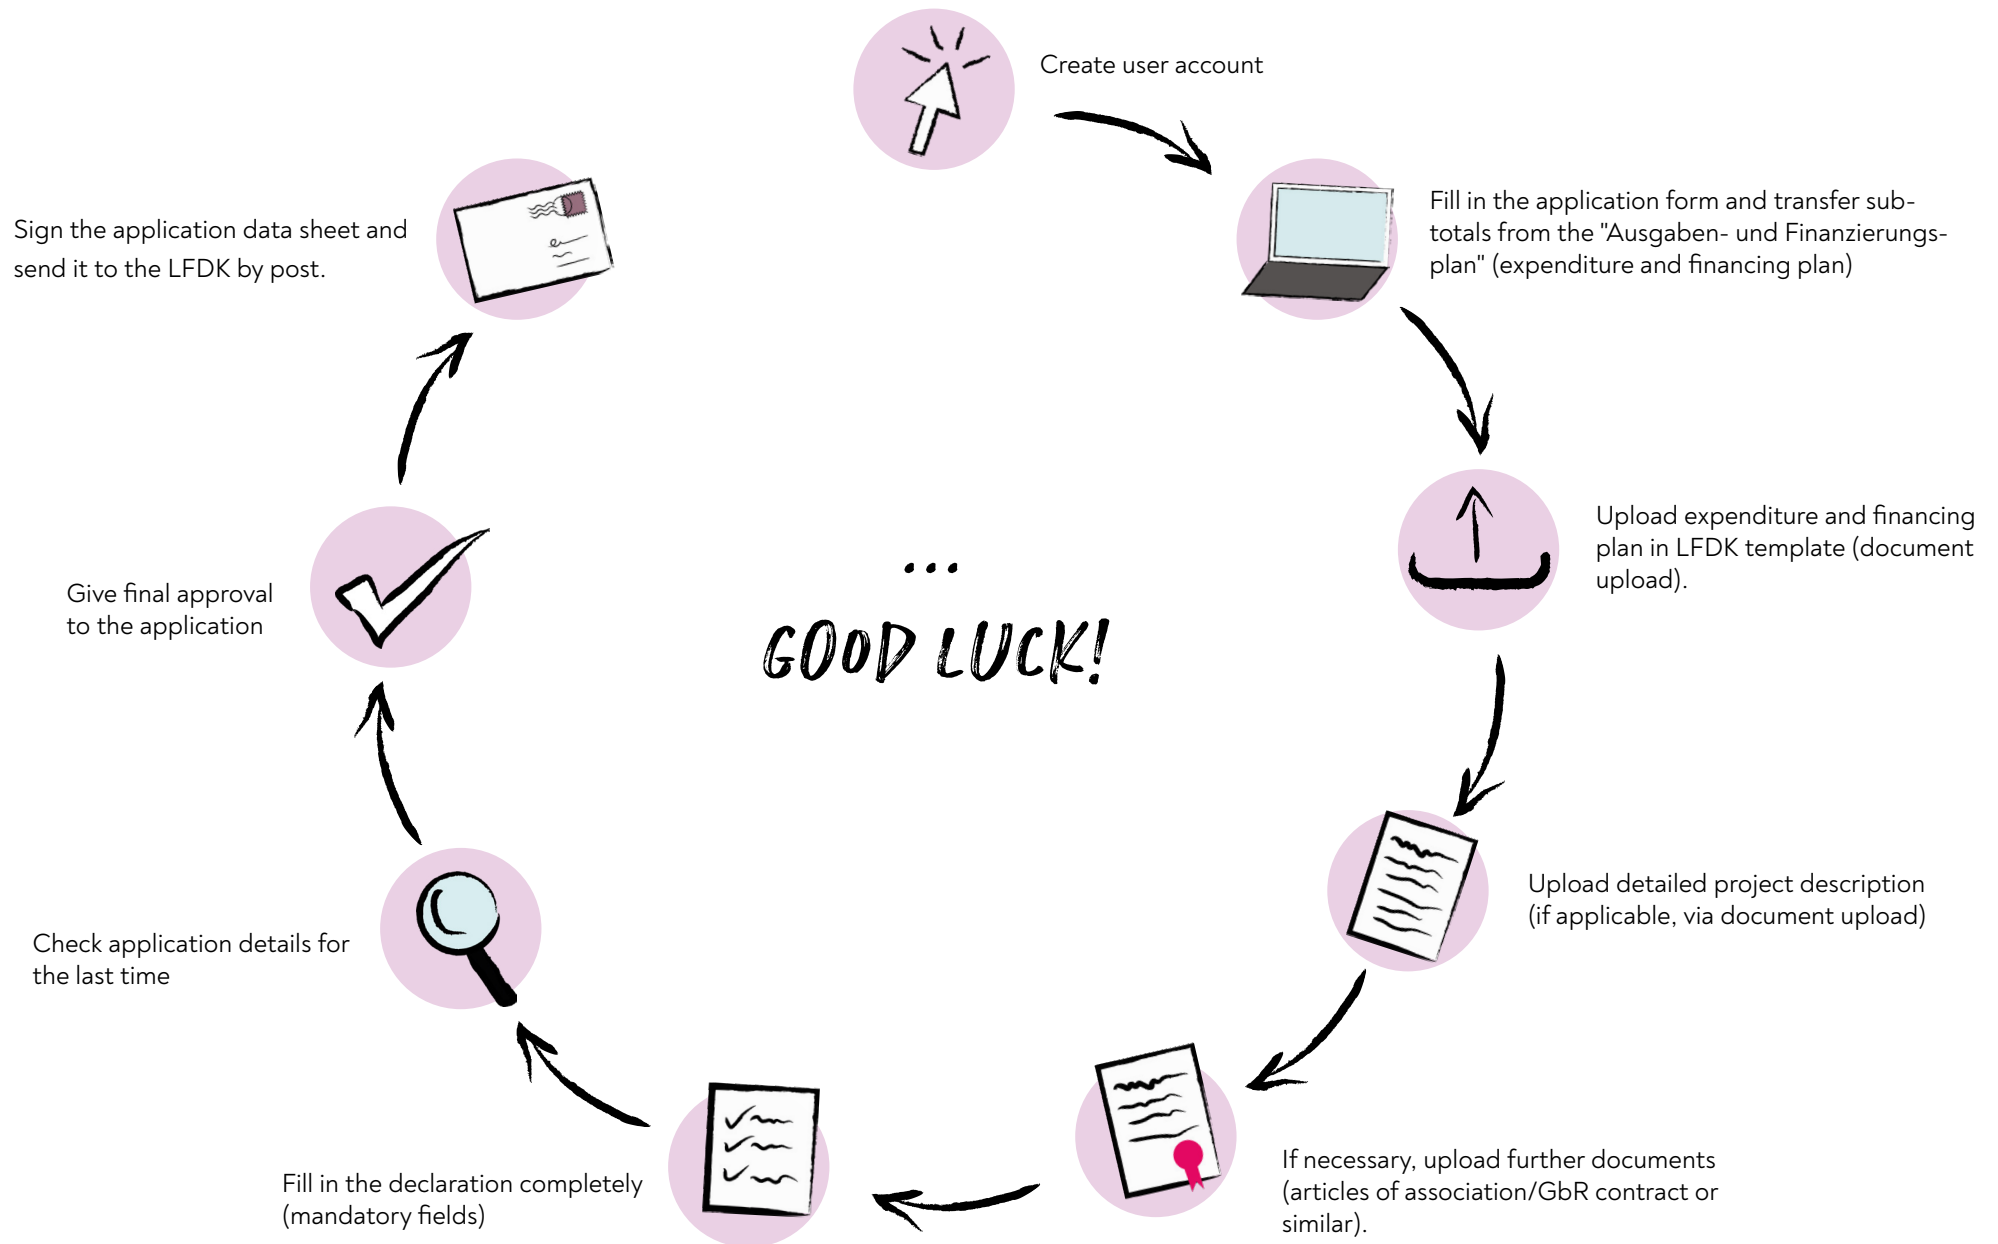 Create user account
Fill in the application form and transfer sub-
totals from the "Ausgaben- und Finanzierungs-
plan" (expenditure and financing plan)
Upload expenditure and financing
plan in LFDK template (document
upload).
Upload detailed project description
(if applicable, via document upload)
If necessary, upload further documents
(articles of association/GbR contract or
similar).
Fill in the declaration completely
(mandatory fields)
Check application details for
the last time
Give final approval
to the application
Sign the application data sheet and
send it to the LFDK by post.
...
GOOD LUCK!